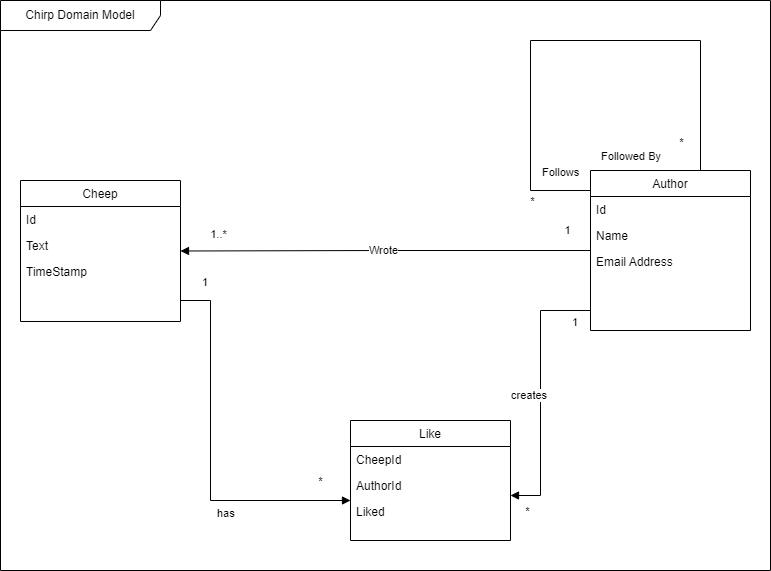 Chirp Domain Model
*
Followed By
Follows
*
Author
Id
Name
Email Address
1
Cheep
Id
Text
TimeStamp
1..*
Wrote
1
1
creates
*
Like
CheepId
AuthorId
Liked
*
has